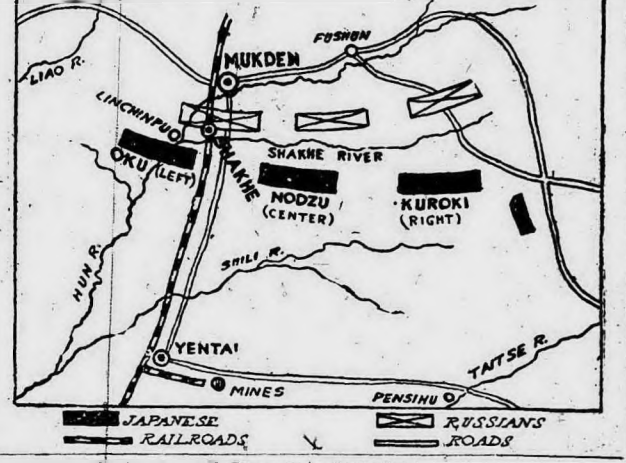 FUSHUN
MUKDEN
LIAO R.
LINCHINPUO
SHAKHE
SHAKHE RIVER
OKU (LEFT)
NODZU
(CENTER)
KUROKI
(RIGHT)
HUN R.
SHILI R.
YENTAI
TAITSE R.
MINES
PENSIHU
JAPANESE
RUSSIANS
RAILROADS
ROADS